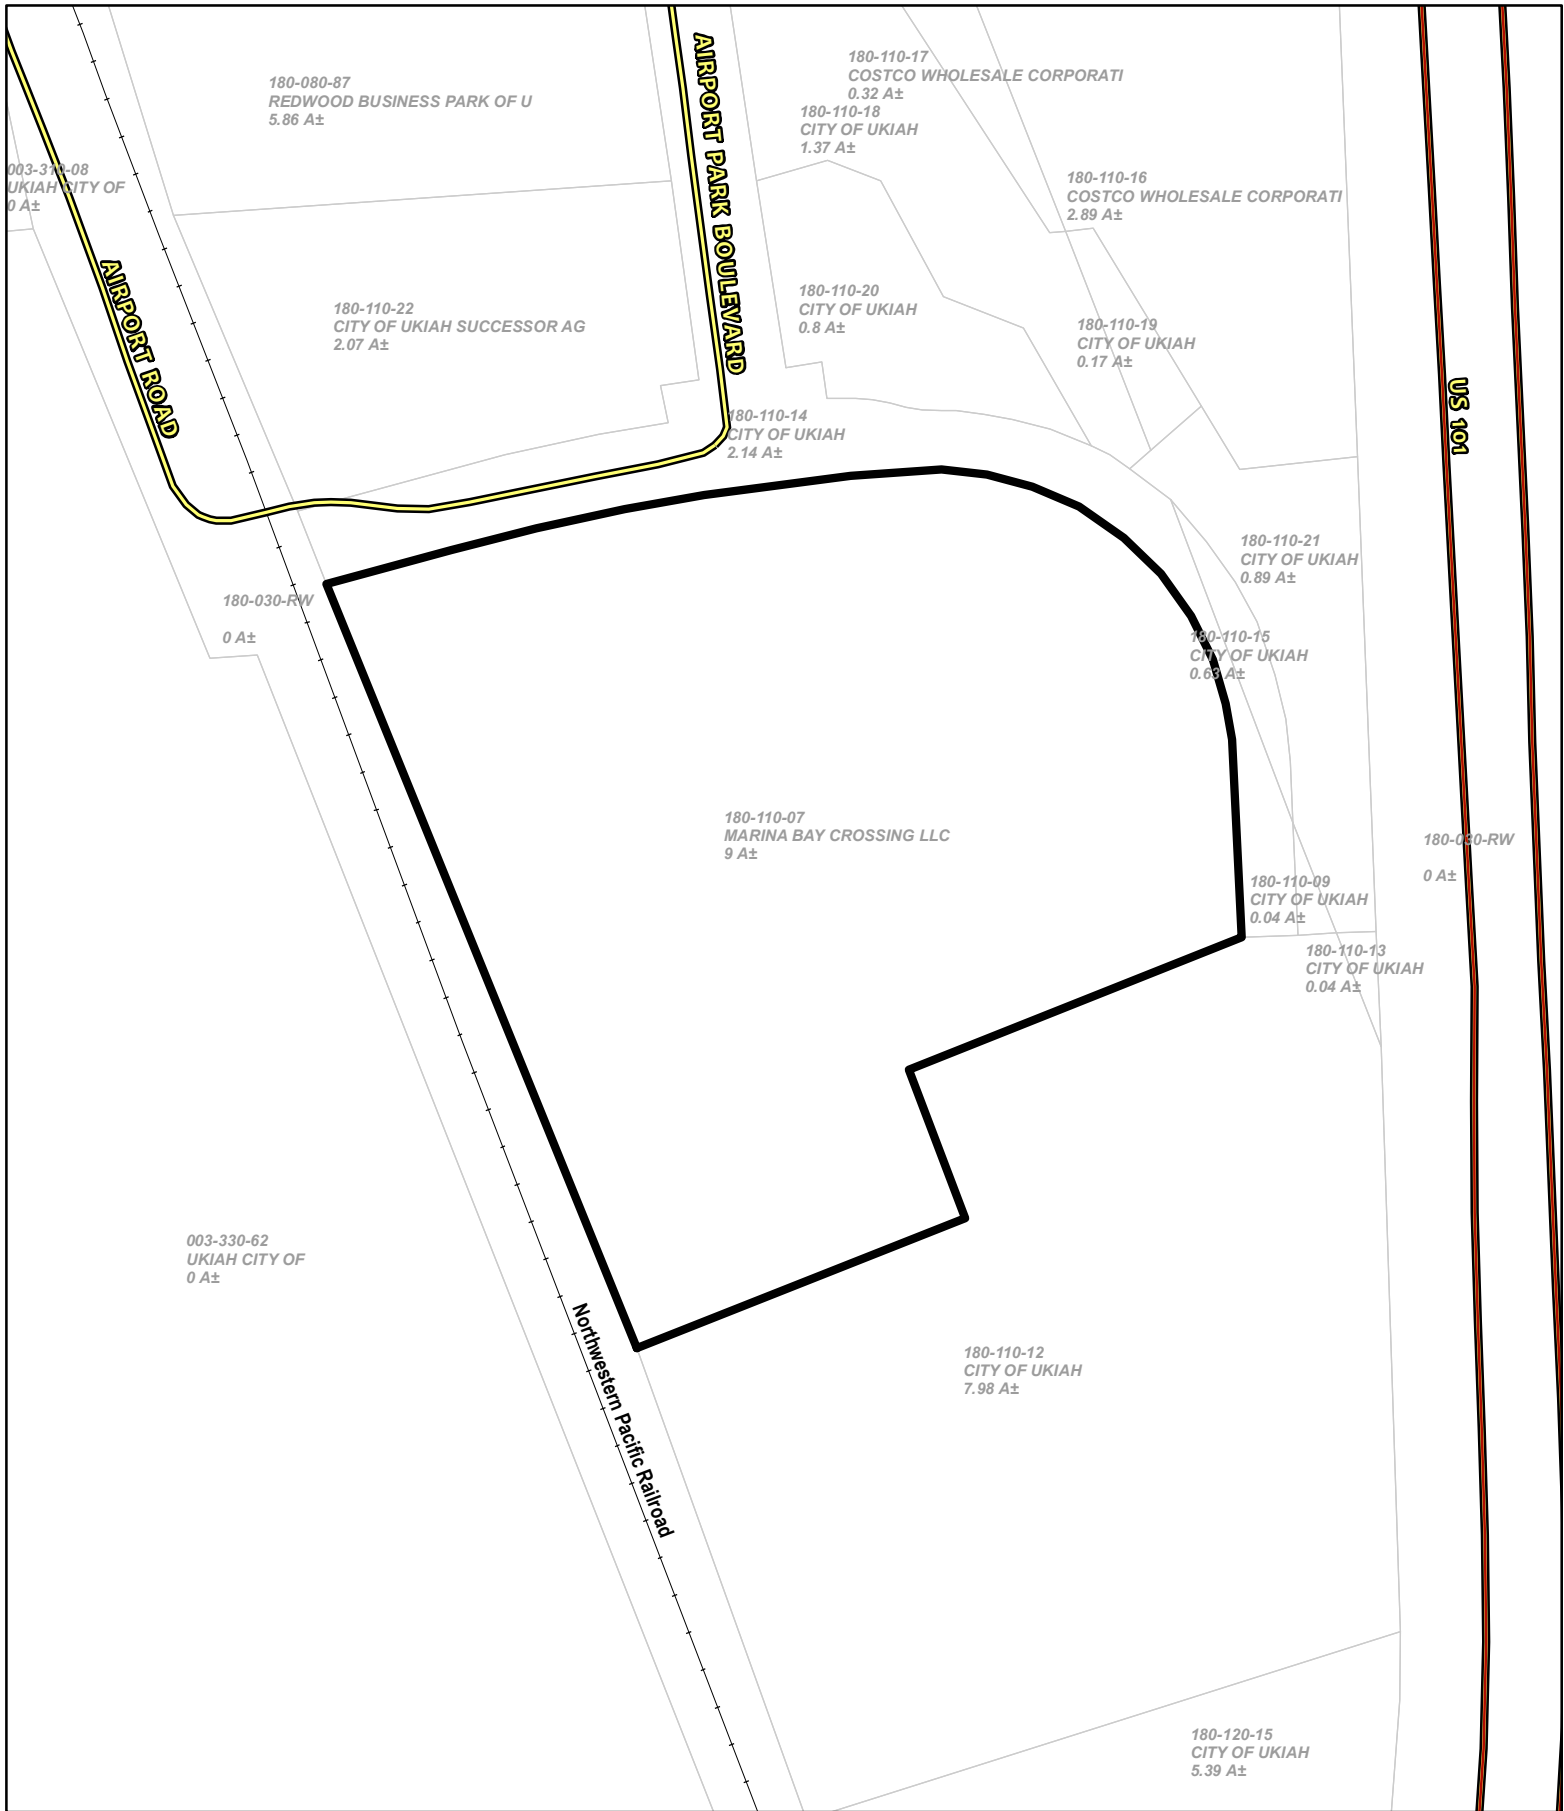 180-110-17
COSTCO WHOLESALE CORPORATI
0.32 A±
180-080-87
REDWOOD BUSINESS PARK OF U
5.86 A±
180-110-18
CITY OF UKIAH
1.37 A±
AIRPORT PARK BOULEVARD
003-310-08
UKIAH CITY OF
0 A±
180-110-16
COSTCO WHOLESALE CORPORATI
2.89 A±
AIRPORT ROAD
180-110-22
CITY OF UKIAH SUCCESSOR AG
2.07 A±
180-110-20
CITY OF UKIAH
0.8 A±
180-110-19
CITY OF UKIAH
0.17 A±
US 101
180-110-14
CITY OF UKIAH
2.14 A±
180-110-21
CITY OF UKIAH
0.89 A±
180-030-RW
0 A±
180-110-15
CITY OF UKIAH
0.63 A±
180-110-07
MARINA BAY CROSSING LLC
9 A±
180-080-RW
0 A±
180-110-09
CITY OF UKIAH
0.04 A±
180-110-13
CITY OF UKIAH
0.04 A±
003-330-62
UKIAH CITY OF
0 A±
Northwestern Pacific Railroad
180-110-12
CITY OF UKIAH
7.98 A±
180-120-15
CITY OF UKIAH
5.39 A±